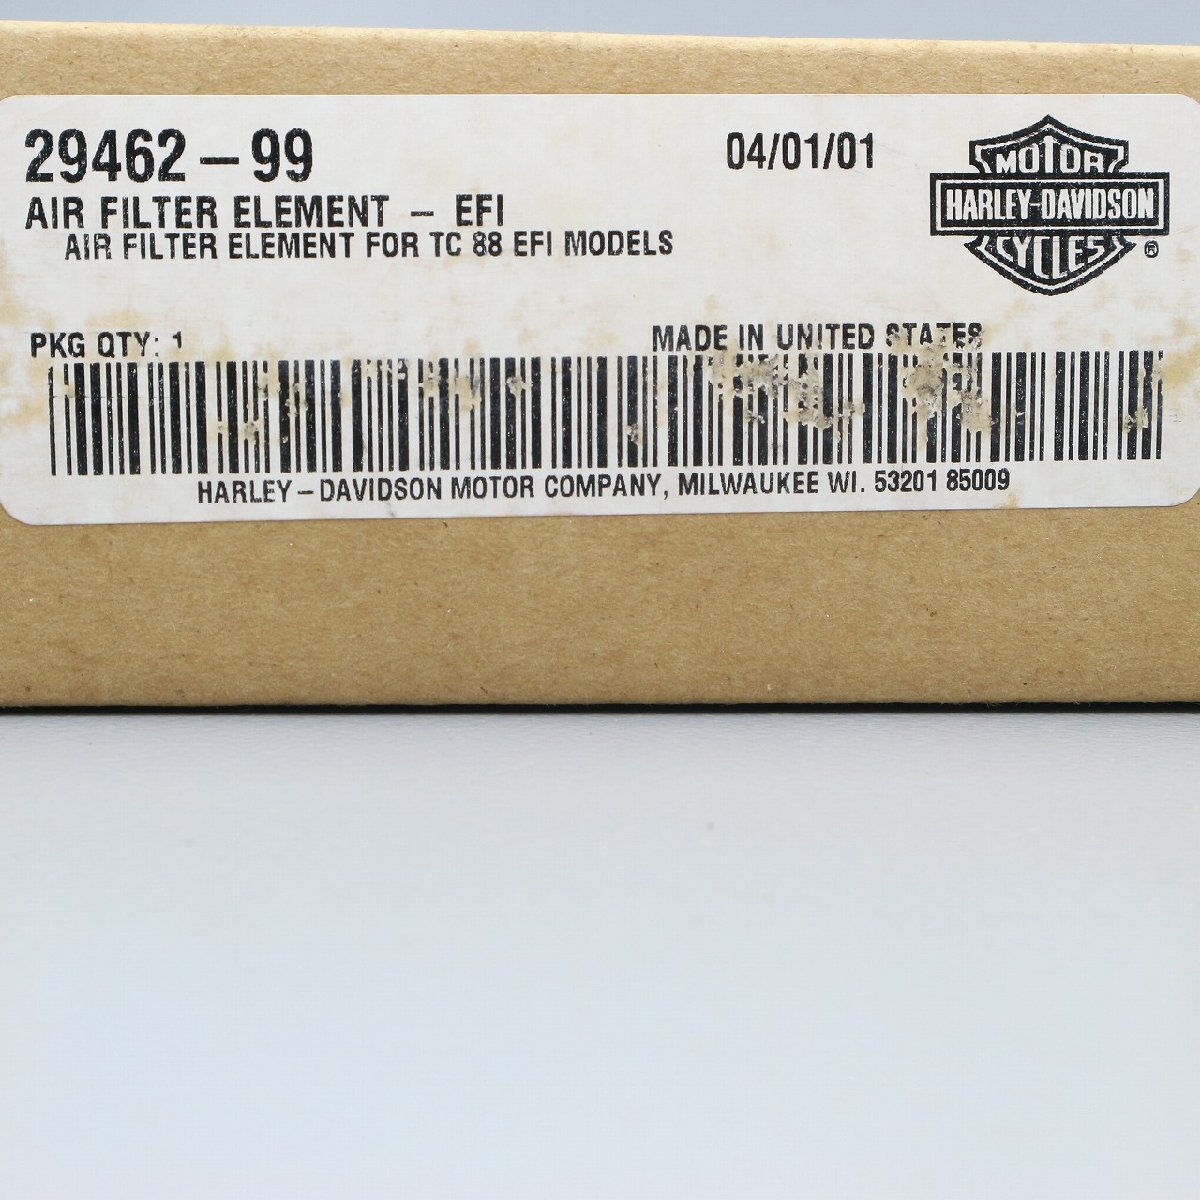 29462-99
04/01/01
MOTOR
HARLEY-DAVIDSON
CYCLES
®
AIR FILTER ELEMENT - EFI
AIR FILTER ELEMENT FOR TC 88 EFI MODELS
PKG QTY: 1
MADE IN UNITED STATES
HARLEY-DAVIDSON MOTOR COMPANY, MILWAUKEE WI. 53201 85009